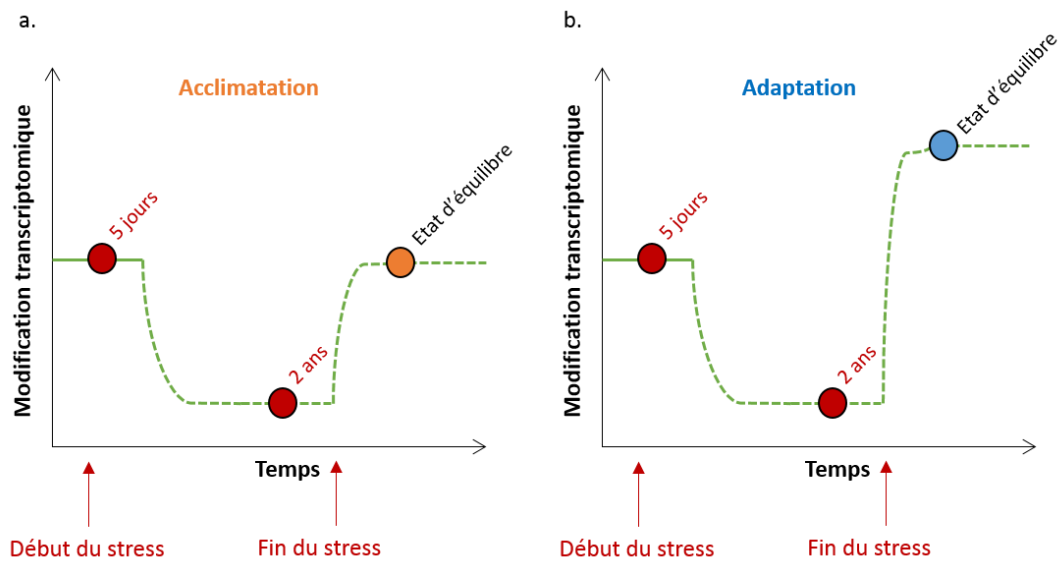 a.
Acclimatation
Modification transcriptomique
5 jours
2 ans
Etat d'équilibre
Temps
Début du stress
Fin du stress
b.
Adaptation
Modification transcriptomique
5 jours
2 ans
Etat d'équilibre
Temps
Début du stress
Fin du stress